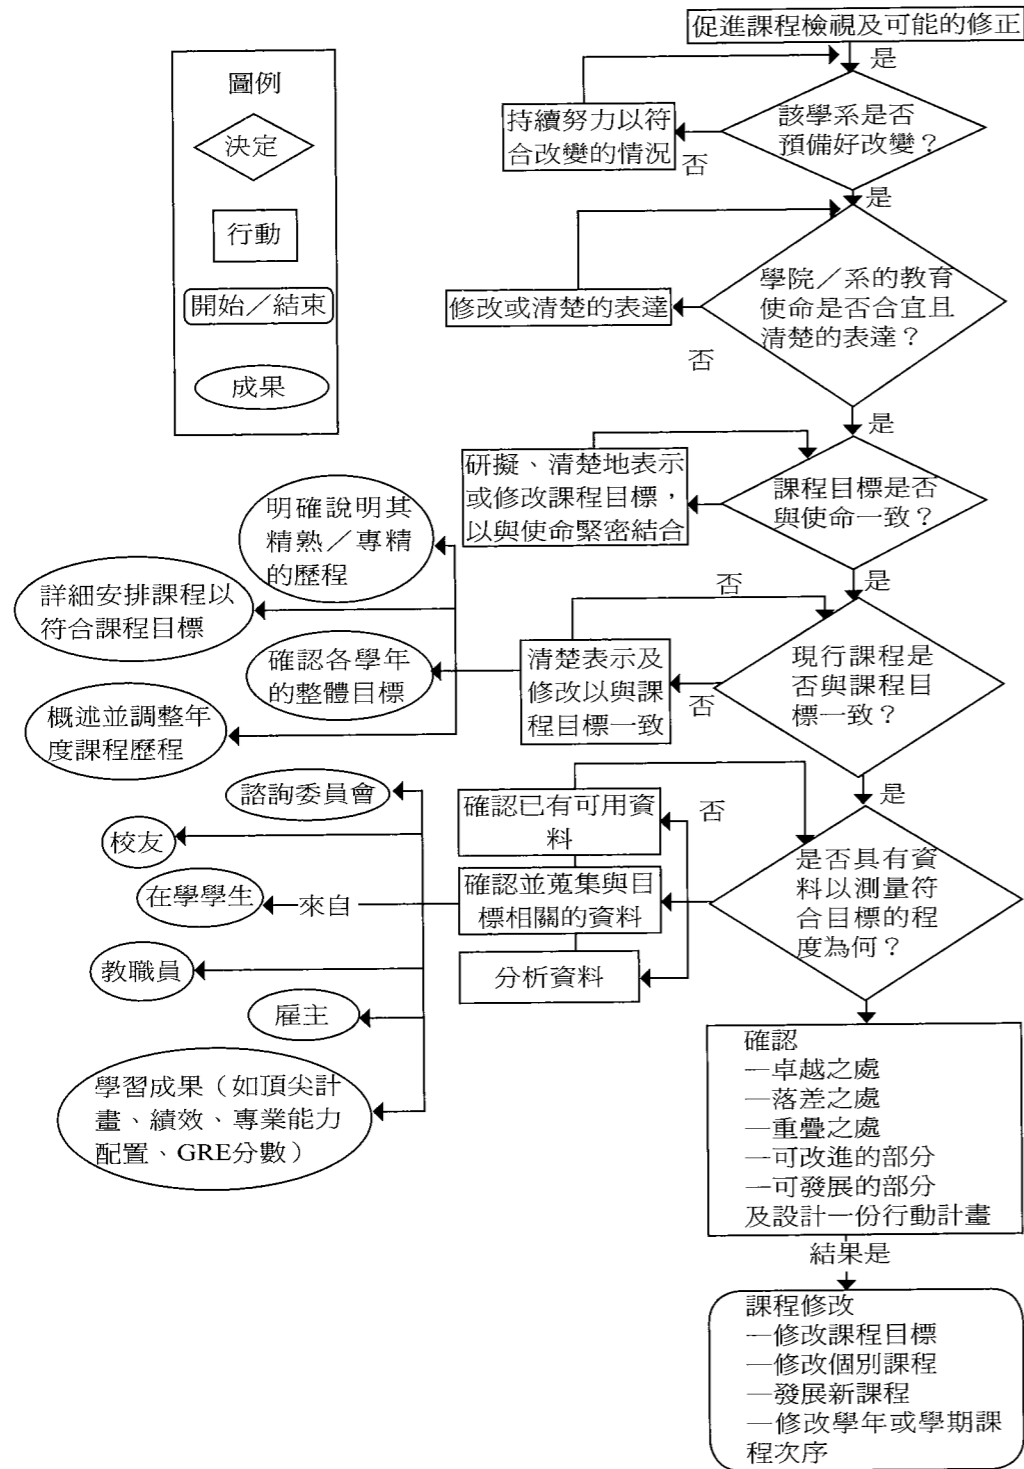 促進課程檢視及可能的修正
是
圖例
決定
行動
開始／結束
成果
持續努力以符
合改變的情況
否
該學系是否
預備好改變？
是
修改或清楚的表達
否
學院／系的教育
使命是否合宜且
清楚的表達？
是
研擬、清楚地表示
或修改課程目標，
以與使命緊密結合
課程目標是否
與使命一致？
是
否
明確說明其
精熟／專精
的歷程
詳細安排課程以
符合課程目標
確認各學年
的整體目標
概述並調整年
度課程歷程
清楚表示及
修改以與課
程目標一致
否
現行課程是
否與課程目
標一致？
是
諮詢委員會
校友
在學學生
來自
教職員
雇主
學習成果（如頂尖計
畫、績效、專業能力
配置、GRE分數）
確認已有可用資
料
否
確認並蒐集與目
標相關的資料
分析資料
是否具有資
料以測量符
合目標的程
度為何？
確認
—卓越之處
—落差之處
—重疊之處
—可改進的部分
—可發展的部分
及設計一份行動計畫
結果是
課程修改
—修改課程目標
—修改個別課程
—發展新課程
—修改學年或學期課
程次序